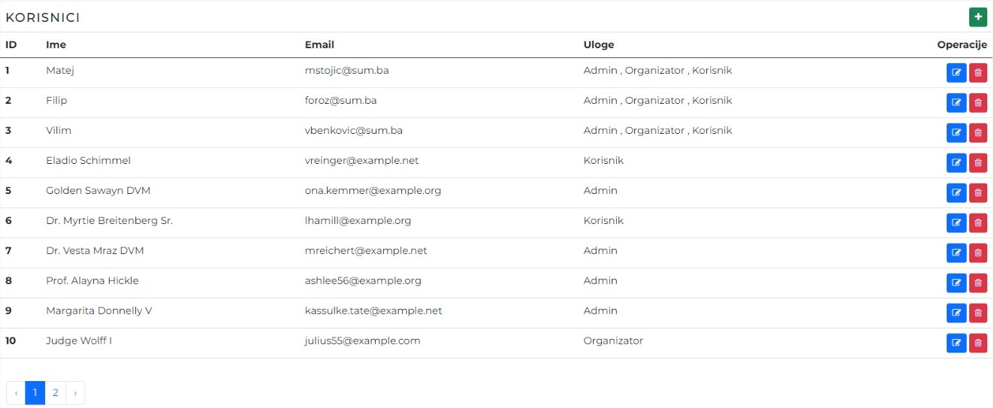 KORISNICI +
ID Ime Email Uloge Operacije
1 Matej mstojic@sum.ba Admin , Organizator , Korisnik
2 Filip foroz@sum.ba Admin , Organizator , Korisnik
3 Vilim vbenkovic@sum.ba Admin , Organizator , Korisnik
4 Eladio Schimmel vreinger@example.net Korisnik
5 Golden Sawayn DVM ona.kemmer@example.org Admin
6 Dr. Myrtie Breitenberg Sr. lhamill@example.org Korisnik
7 Dr. Vesta Mraz DVM mreichert@example.net Admin
8 Prof. Alayna Hickle ashlee56@example.org Admin
9 Margarita Donnelly V kassulke.tate@example.net Admin
10 Judge Wolff I julius55@example.com Organizator
‹ 1 2 ›